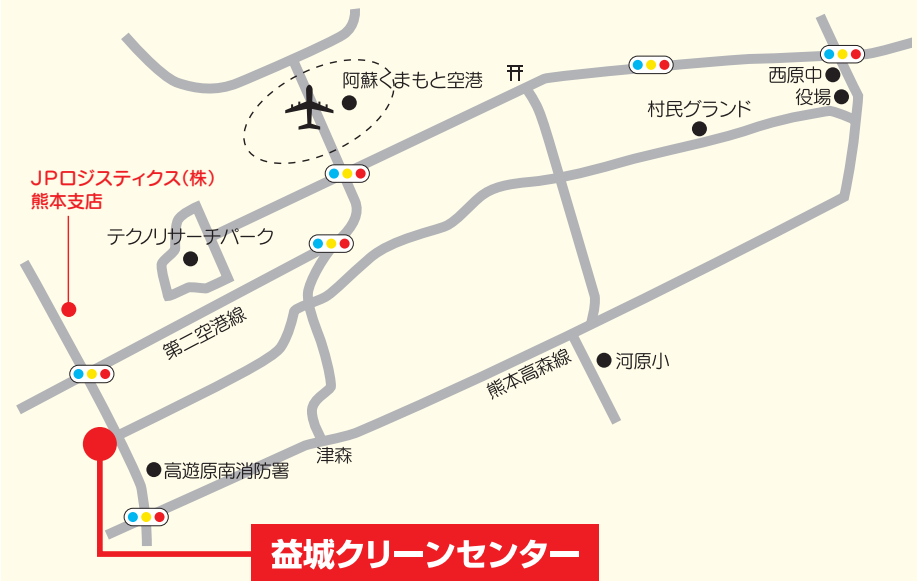 阿蘇くまもと空港
西原中
役場
村民グランド
JPロジスティクス(株)
熊本支店
テクノリサーチパーク
第二空港線
熊本高森線
河原小
津森
高遊原南消防署
益城クリーンセンター